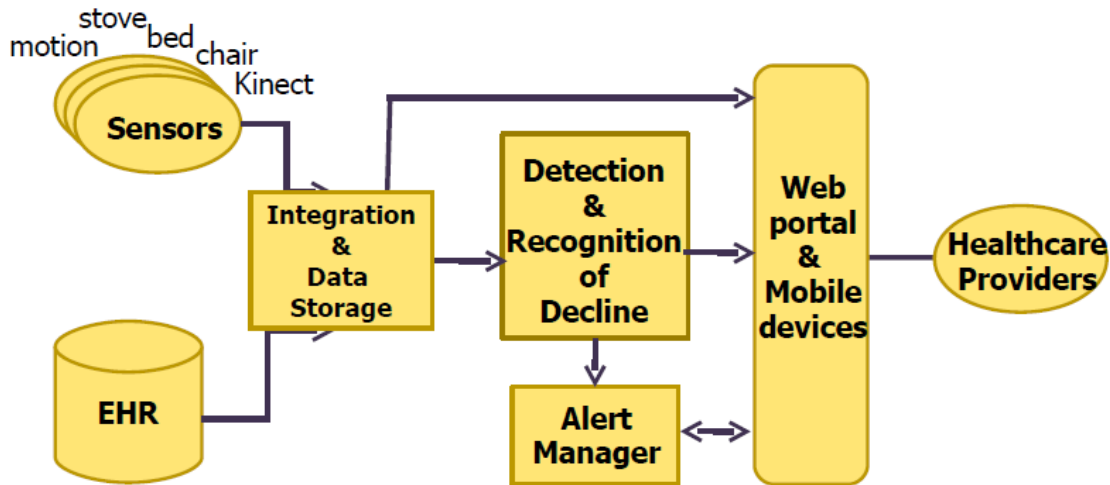 stove
motion
bed
chair
Kinect
Sensors
Integration
&
Data
Storage
EHR
Detection
&
Recognition
of
Decline
Alert
Manager
Web
portal
&
Mobile
devices
Healthcare
Providers